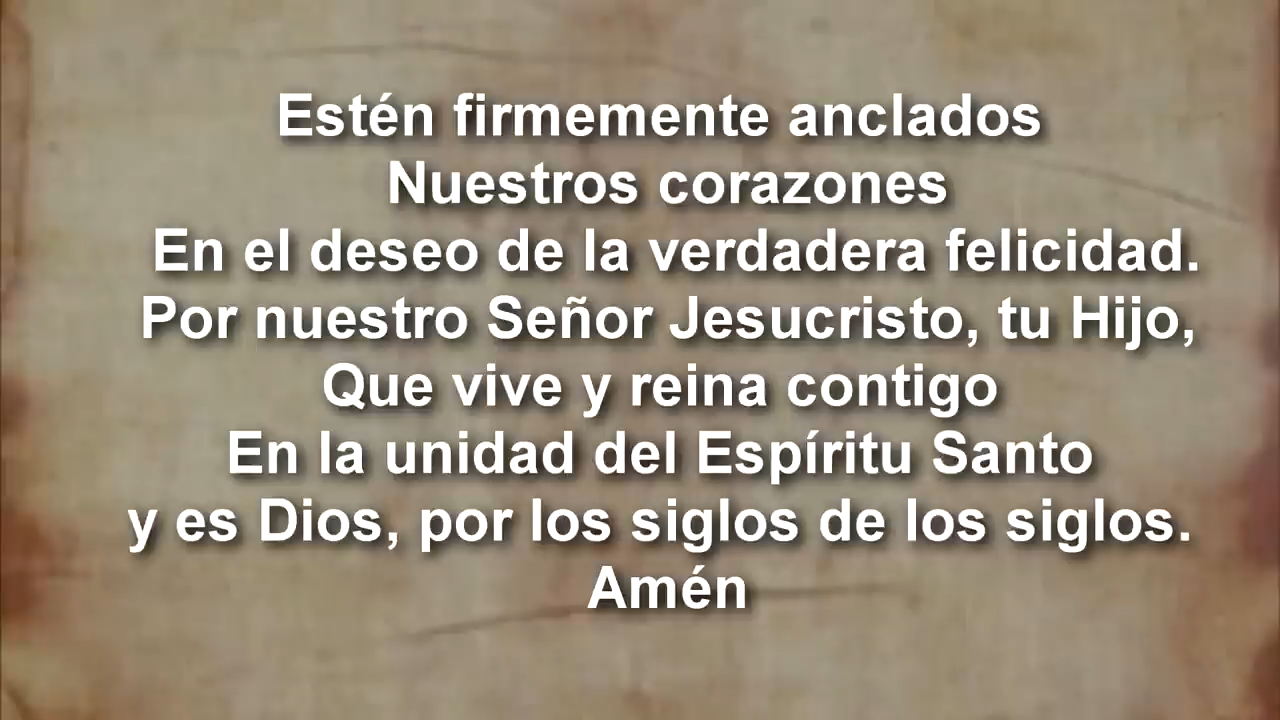 Estén firmemente anclados
Nuestros corazones
En el deseo de la verdadera felicidad.
Por nuestro Señor Jesucristo, tu Hijo,
Que vive y reina contigo
En la unidad del Espíritu Santo
y es Dios, por los siglos de los siglos.
Amén